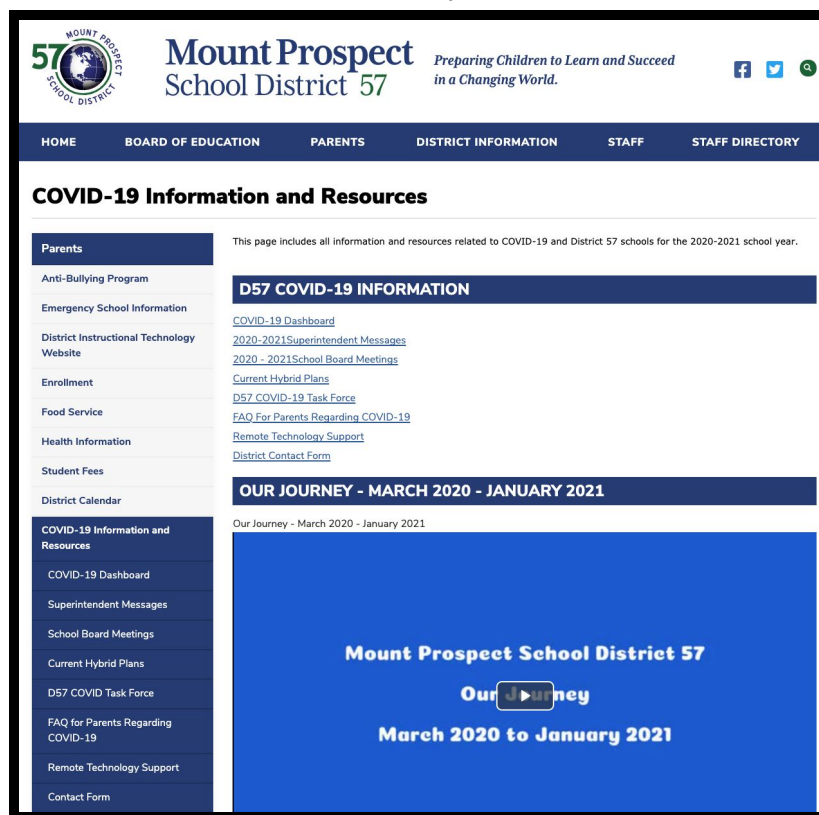 MOUNT PROSPECT
57
SCHOOL DISTRICT
Mount Prospect
School District 57
Preparing Children to Learn and Succeed
in a Changing World.
HOME BOARD OF EDUCATION PARENTS DISTRICT INFORMATION STAFF STAFF DIRECTORY
COVID-19 Information and Resources
Parents
Anti-Bullying Program
Emergency School Information
District Instructional Technology
Website
Enrollment
Food Service
Health Information
Student Fees
District Calendar
COVID-19 Information and
Resources
COVID-19 Dashboard
Superintendent Messages
School Board Meetings
Current Hybrid Plans
D57 COVID Task Force
FAQ for Parents Regarding
COVID-19
Remote Technology Support
Contact Form
This page includes all information and resources related to COVID-19 and District 57 schools for the 2020-2021 school year.
D57 COVID-19 INFORMATION
COVID-19 Dashboard
2020-2021Superintendent Messages
2020 - 2021School Board Meetings
Current Hybrid Plans
D57 COVID-19 Task Force
FAQ For Parents Regarding COVID-19
Remote Technology Support
District Contact Form
OUR JOURNEY - MARCH 2020 - JANUARY 2021
Our Journey - March 2020 - January 2021
Mount Prospect School District 57
Our Journey
March 2020 to January 2021